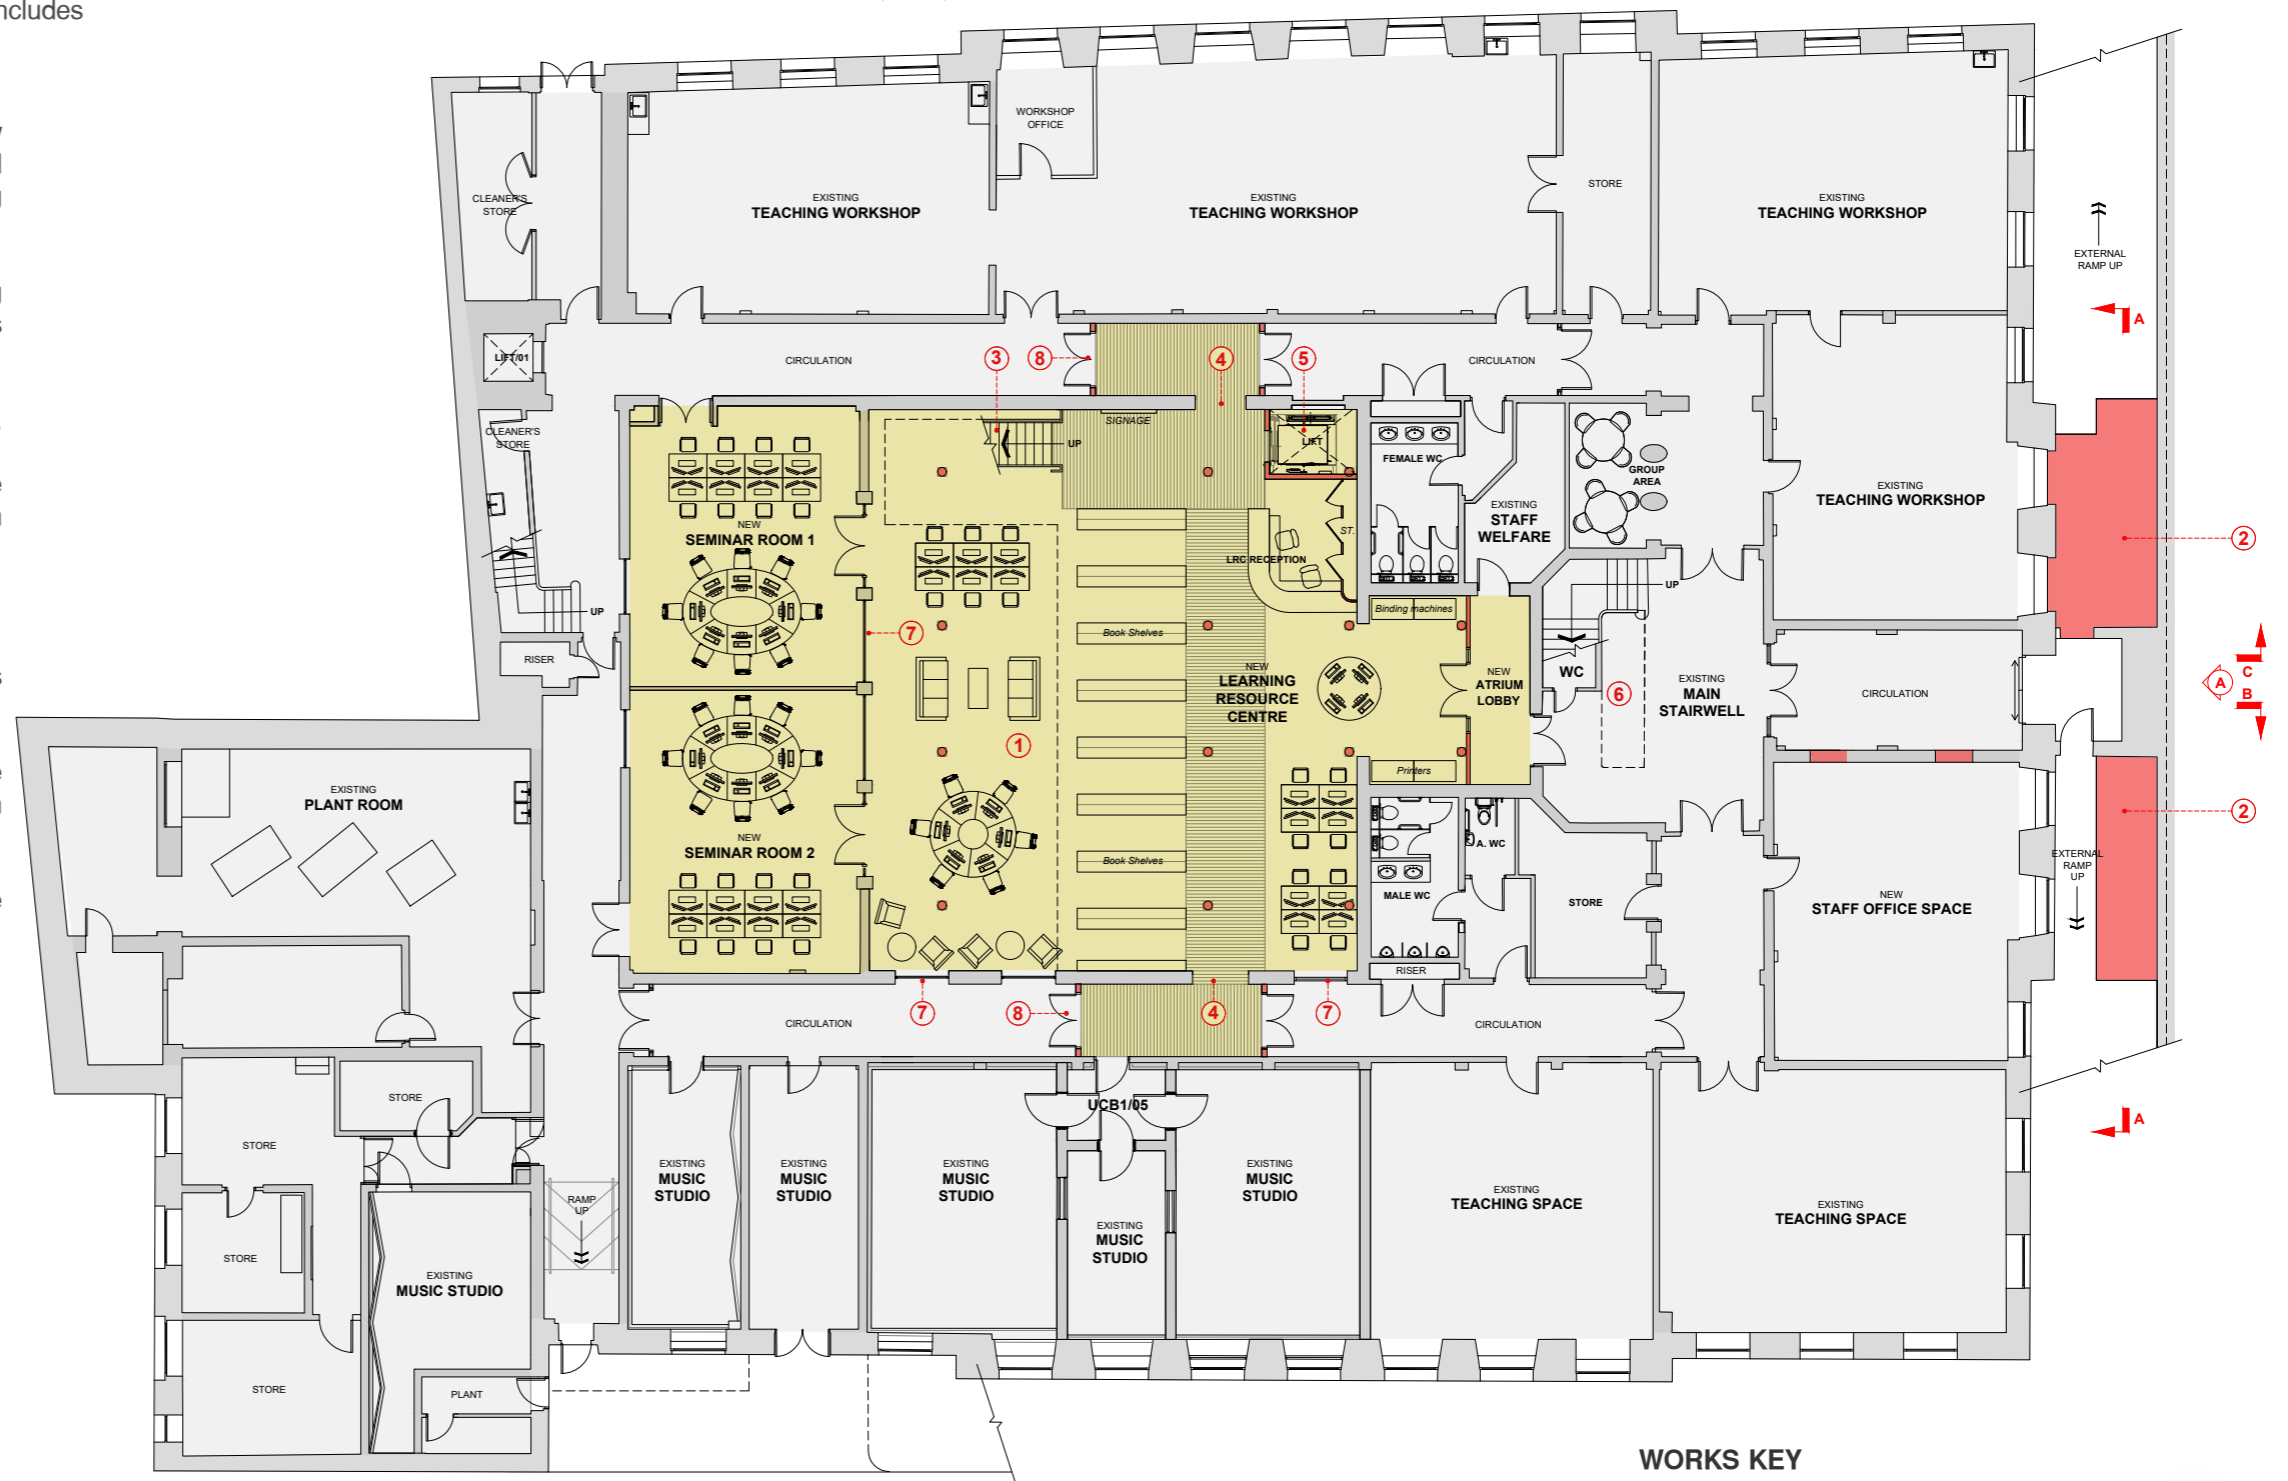 ncludes
WORKSHOP
OFFICE
CLEANER'S
STORE
EXISTING
TEACHING WORKSHOP
EXISTING
TEACHING WORKSHOP
STORE
EXISTING
TEACHING WORKSHOP
EXTERNAL
RAMP UP
A
LIFT/01
CIRCULATION
3
8
4
5
CIRCULATION
CLEANER'S
STORE
SIGNAGE
UP
LIFT
FEMALE WC
GROUP
AREA
EXISTING
TEACHING WORKSHOP
EXISTING
STAFF
WELFARE
NEW
SEMINAR ROOM 1
ST.
LRC RECEPTION
2
UP
UP
Binding machines
7
Book Shelves
RISER
NEW
LEARNING
RESOURCE
CENTRE
NEW
ATRIUM
LOBBY
WC
6
EXISTING
MAIN
STAIRWELL
CIRCULATION
A
C
B
1
Printers
EXISTING
PLANT ROOM
2
NEW
SEMINAR ROOM 2
Book Shelves
A. WC
MALE WC
STORE
EXTERNAL
RAMP
UP
NEW
STAFF OFFICE SPACE
RISER
7
8
4
7
CIRCULATION
CIRCULATION
STORE
UCB1/05
A
STORE
EXISTING
MUSIC
STUDIO
EXISTING
MUSIC
STUDIO
EXISTING
MUSIC
STUDIO
EXISTING
MUSIC
STUDIO
EXISTING
MUSIC
STUDIO
EXISTING
TEACHING SPACE
EXISTING
TEACHING SPACE
RAMP
UP
STORE
EXISTING
MUSIC STUDIO
STORE
PLANT
WORKS KEY